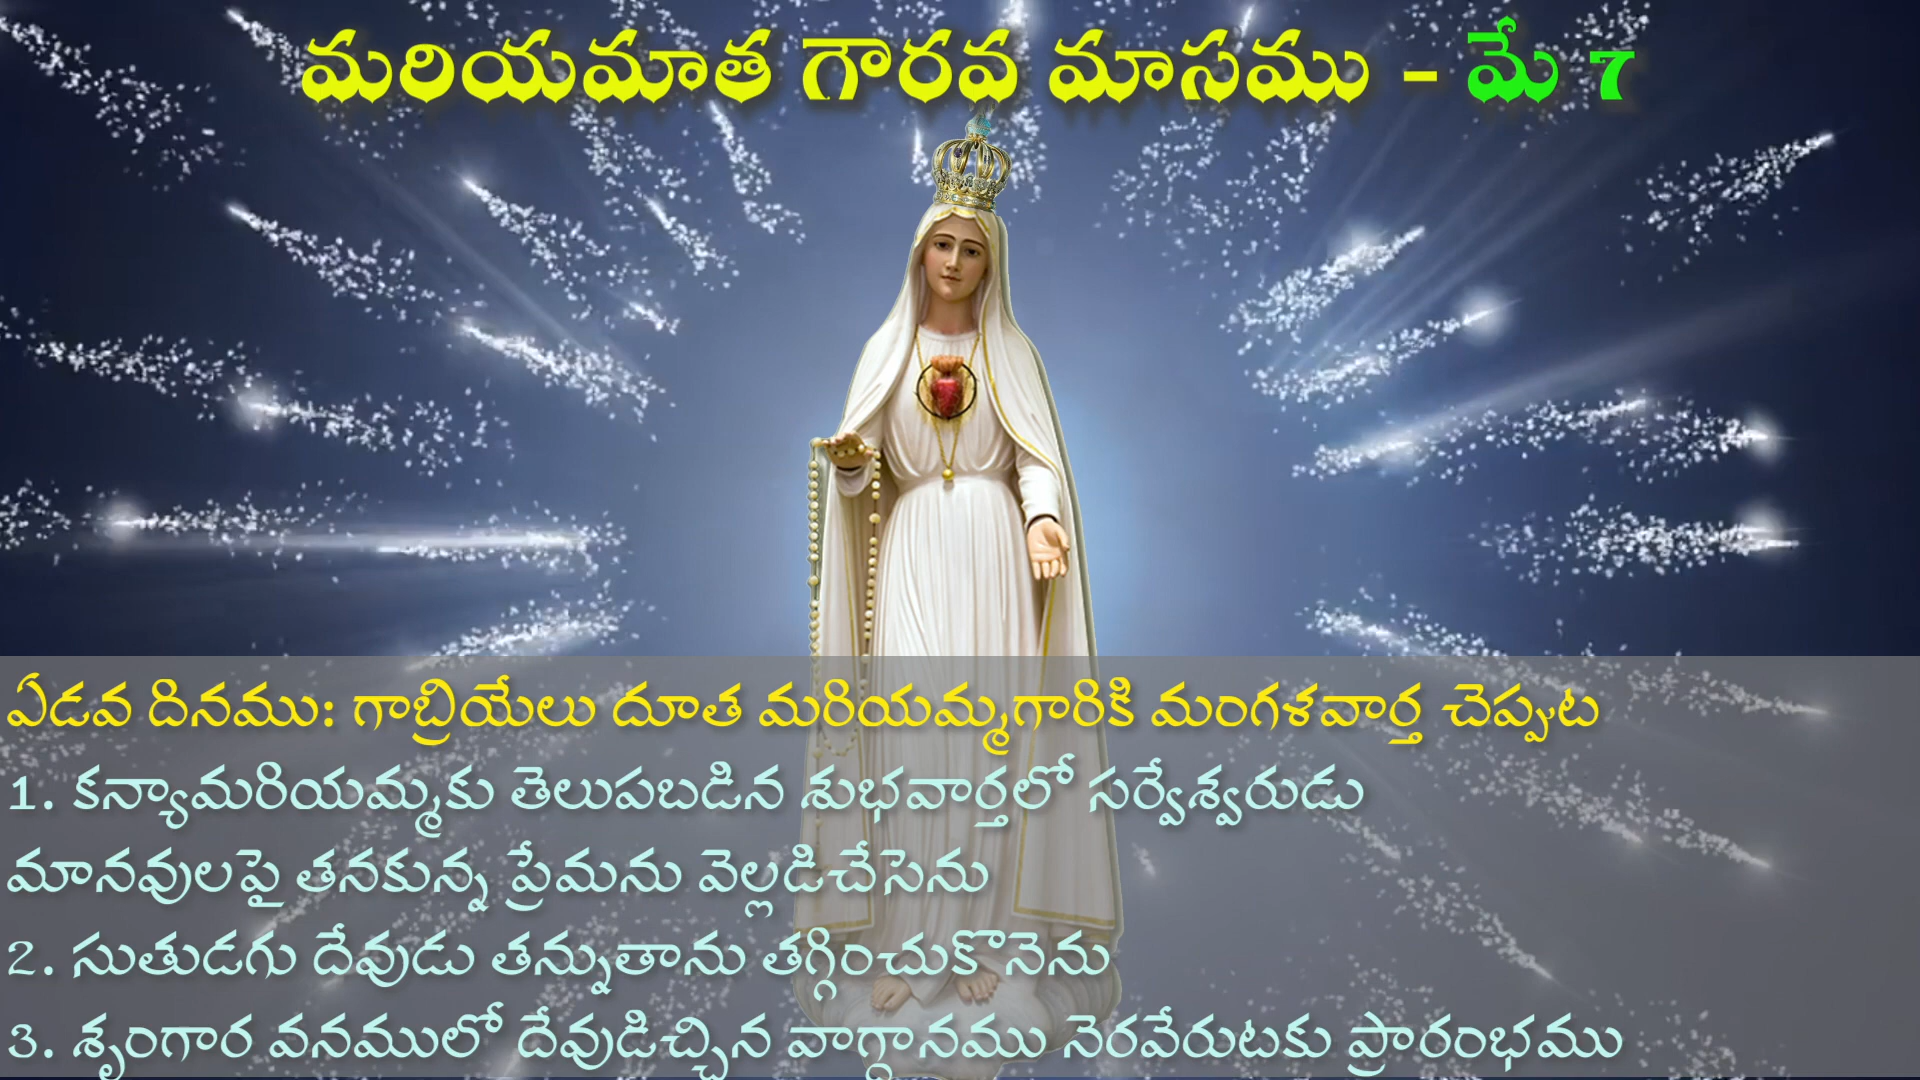 మరియమాత గౌరవ మాసము - మే 7
ఏడవ దినము: గాబ్రియేలు దూత మరియమ్మగారికి మంగళవార్త చెప్పుట
1. కన్యామరియమ్మకు తెలుపబడిన శుభవార్తలో సర్వేశ్వరుడు
మానవులపై తనకున్న ప్రేమను వెల్లడిచేసెను
2. సుతుడగు దేవుడు తన్నుతాను తగ్గించుకొనెను
3. శృంగార వనములో దేవుడిచ్చిన వాగ్దానము నెరవేరుటకు ప్రారంభము